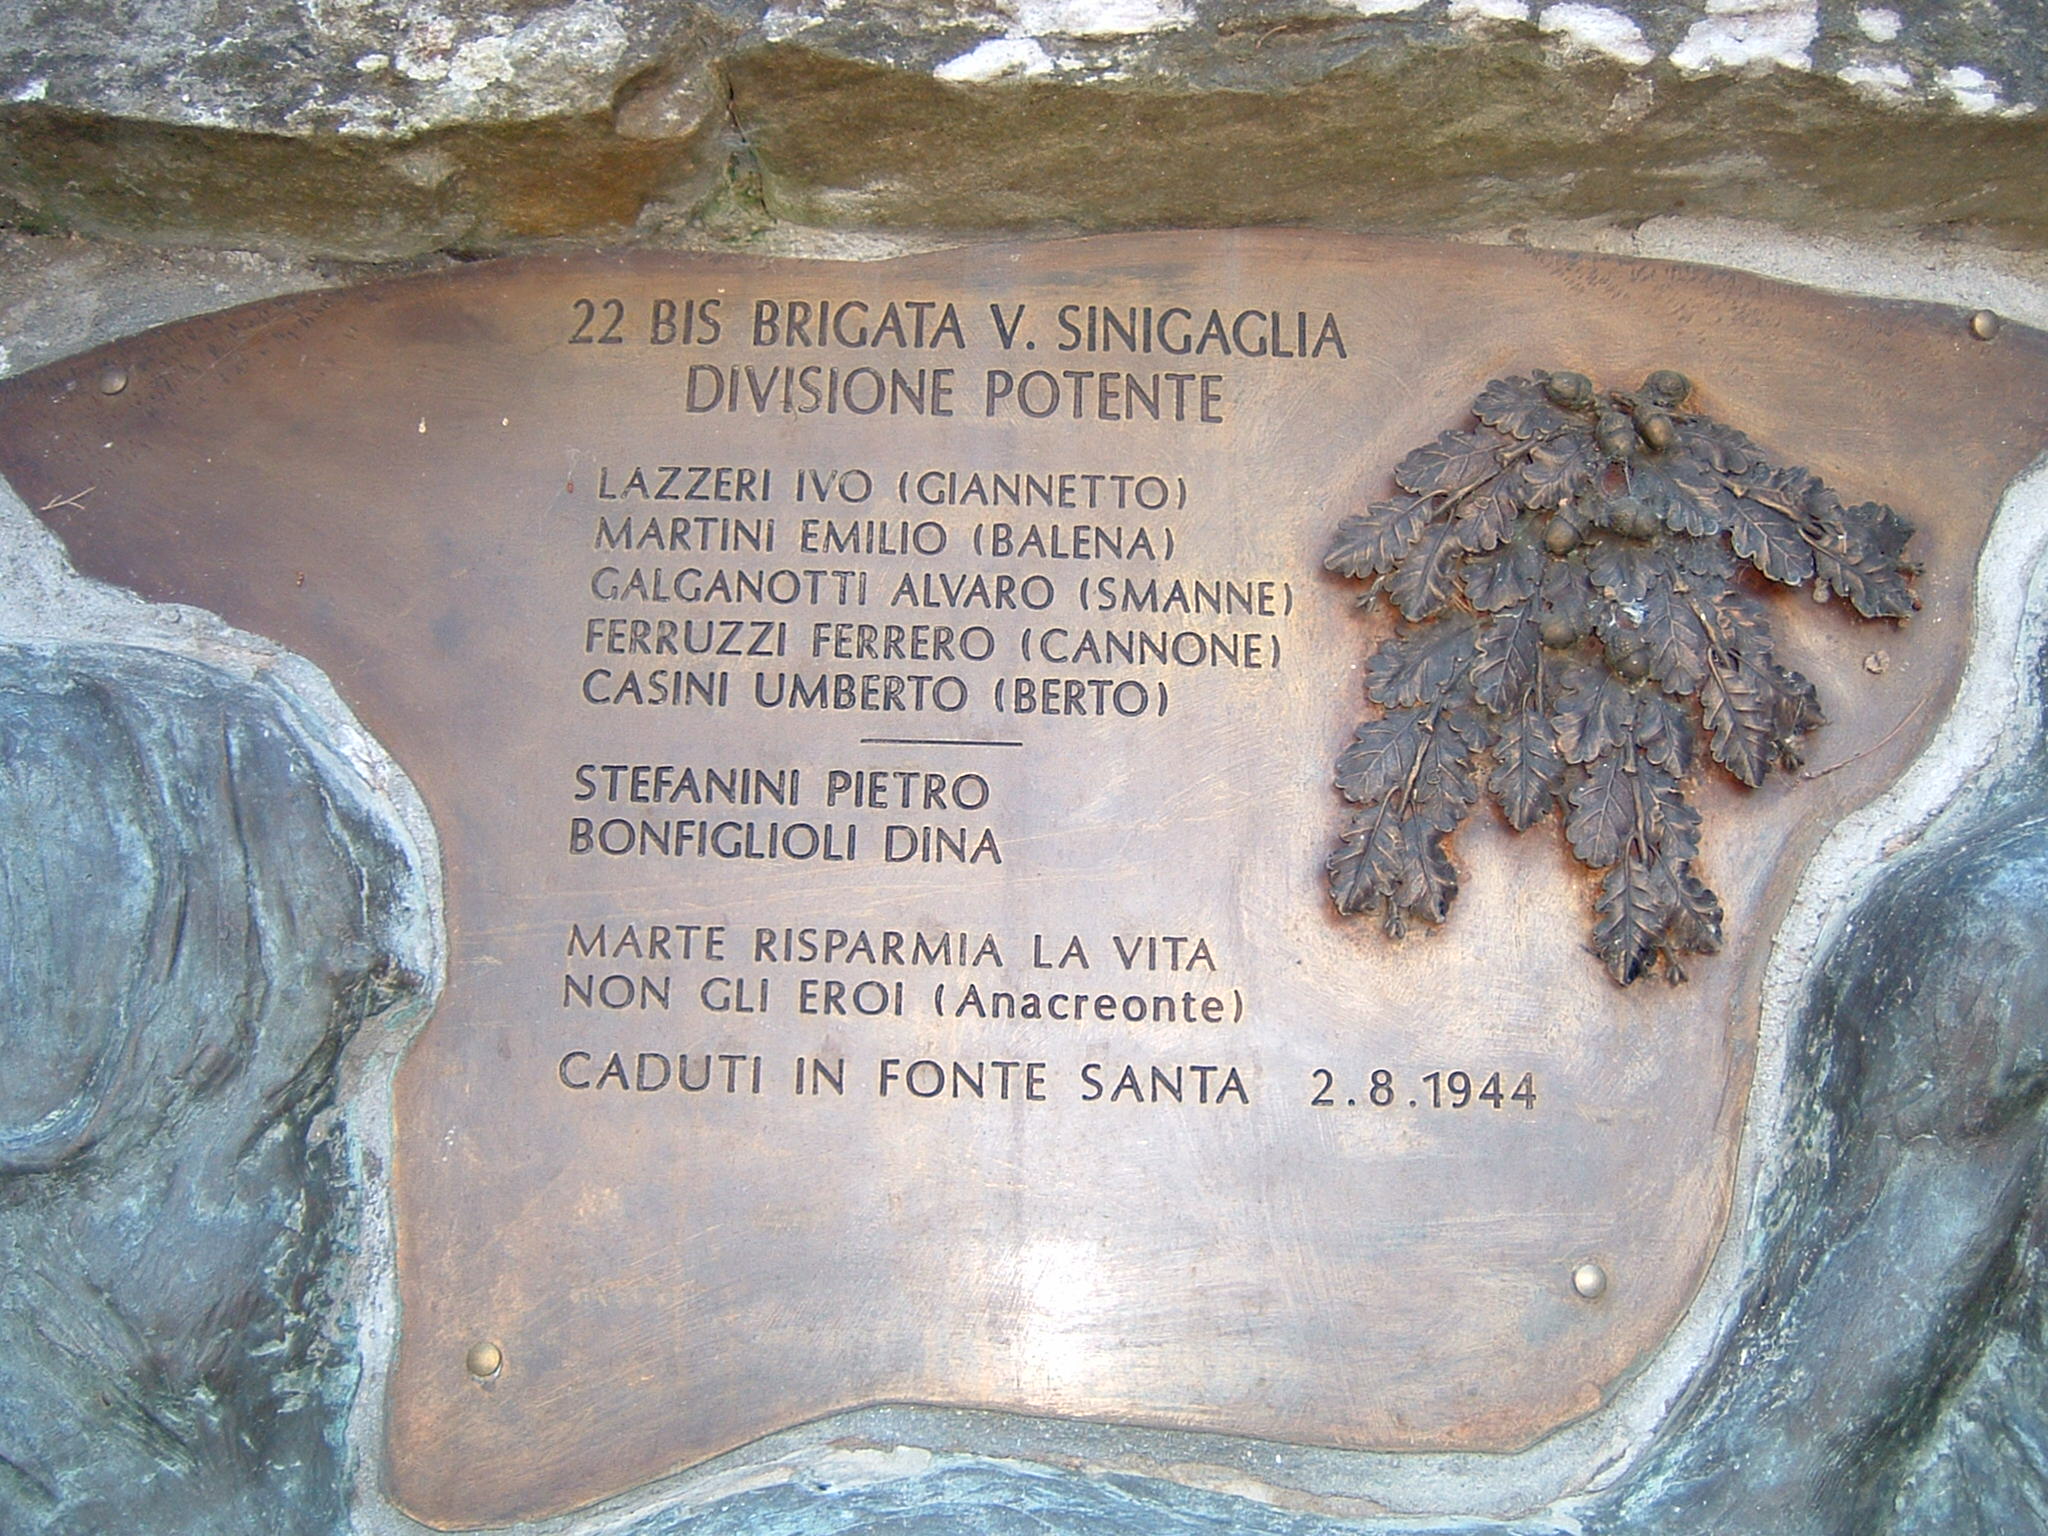 22 BIS BRIGATA V. SINIGAGLIA
DIVISIONE POTENTE
LAZZERI IVO (GIANNETTO)
MARTINI EMILIO (BALENA)
GALGANOTTI ALVARO (SMANNE)
FERRUZZI FERRERO (CANNONE)
CASINI UMBERTO (BERTO)
STEFANINI PIETRO
BONFIGLIOLI DINA
MARTE RISPARMIA LA VITA
NON GLI EROI (Anacreonte)
CADUTI IN FONTE SANTA 2.8.1944